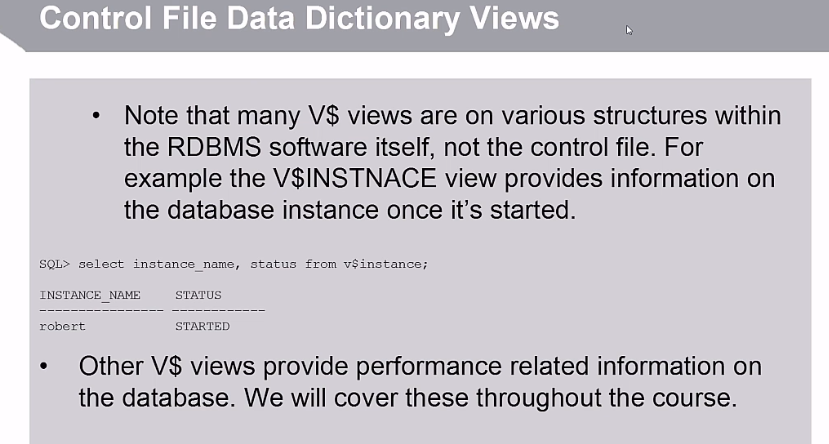 Control File Data Dictionary Views
• Note that many V$ views are on various structures within
the RDBMS software itself, not the control file. For
example the V$INSTNACE view provides information on
the database instance once it’s started.
SQL> select instance_name, status from v$instance;
INSTANCE_NAME    STATUS
---------------- ------------
robert           STARTED
• Other V$ views provide performance related information on
the database. We will cover these throughout the course.